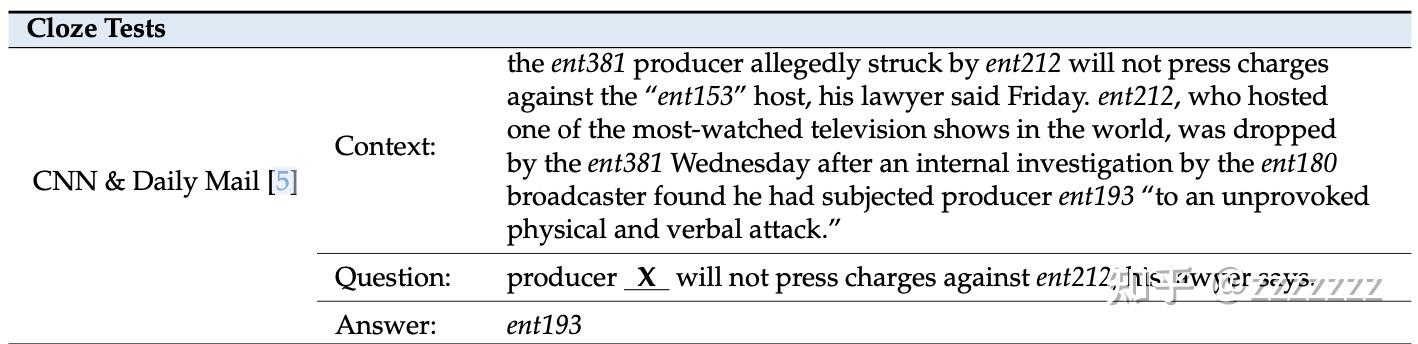 Cloze Tests
CNN & Daily Mail [5]
Context:
the ent381 producer allegedly struck by ent212 will not press charges
against the “ent153” host, his lawyer said Friday. ent212, who hosted
one of the most-watched television shows in the world, was dropped
by the ent381 Wednesday after an internal investigation by the ent180
broadcaster found he had subjected producer ent193 “to an unprovoked
physical and verbal attack.”
Question:
producer X will not press charges against ent212, his lawyer says.
Answer:
ent193
知乎 @zzzzzzz